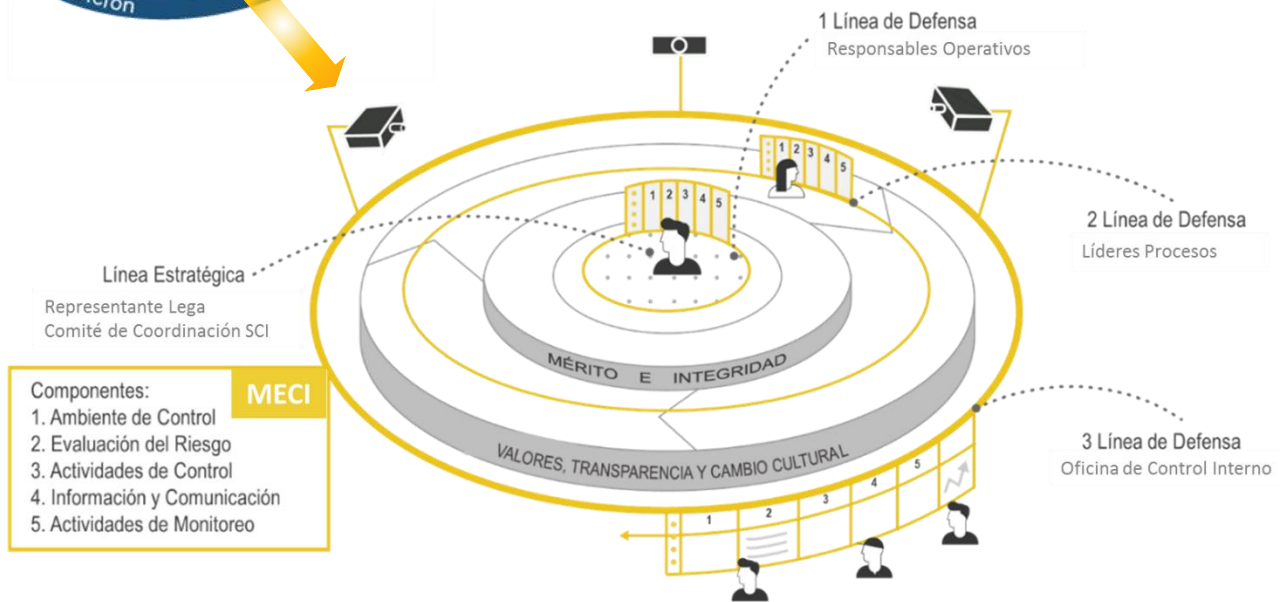 1 Línea de Defensa
Responsables Operativos
1 2 3 4 5
1 2 3 4 5
2 Línea de Defensa
Líderes Procesos
Línea Estratégica
Representante Lega
Comité de Coordinación SCI
MÉRITO E INTEGRIDAD
MECI
Componentes:
1. Ambiente de Control
2. Evaluación del Riesgo
3. Actividades de Control
4. Información y Comunicación
5. Actividades de Monitoreo
VALORES, TRANSPARENCIA Y CAMBIO CULTURAL
3 Línea de Defensa
Oficina de Control Interno
1 2 3 4 5